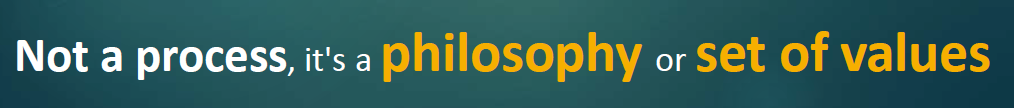 Not a process, it's a philosophy or set of values